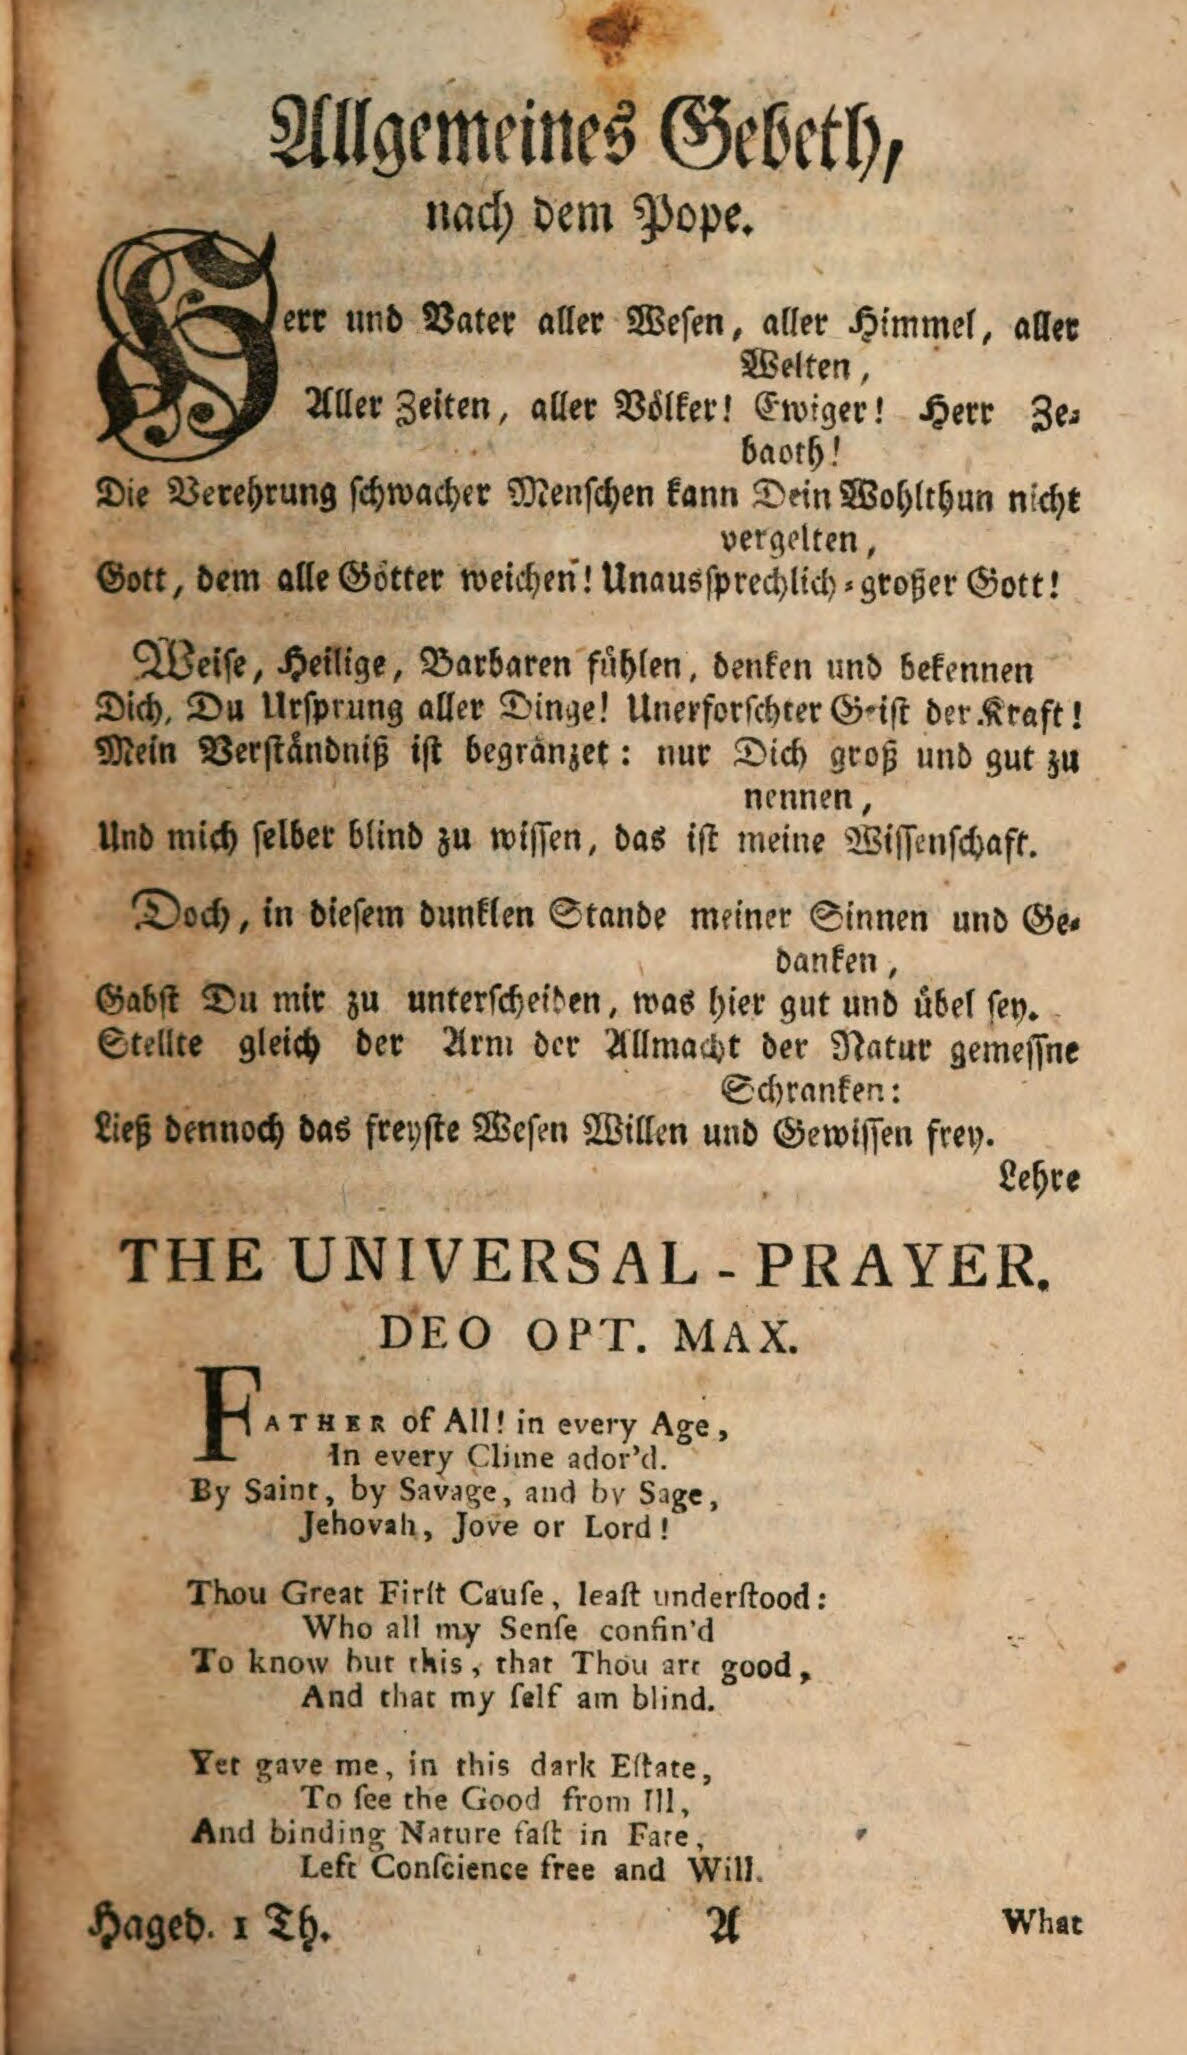 Allgemeines Gebeth,
nach dem Pope.
Herr und Vater aller Wesen, aller Himmel, aller
Welten,
Aller Zeiten, aller Völker! Ewiger! Herr Ze-
baoth!
Die Verehrung schwacher Menschen kann Dein Wohlthun nicht
vergelten,
Gott, dem alle Götter weichen! Unaussprechlich-großer Gott!
Weise, Heilige, Barbaren fühlen, denken und bekennen
Dich, Du Ursprung aller Dinge! Unerforschter Geist der Kraft!
Mein Verständniß ist begränzet: nur Dich groß und gut zu
nennen,
Und mich selber blind zu wissen, das ist meine Wissenschaft.
Doch, in diesem dunklen Stande meiner Sinnen und Ge-
danken,
Gabst Du mir zu unterscheiden, was hier gut und übel sey.
Stellte gleich der Arm der Allmacht der Natur gemessne
Schranken:
Ließ dennoch das freyste Wesen Willen und Gewissen frey.
Lehre
THE UNIVERSAL-PRAYER.
DEO OPT. MAX.
FATHER of All! in every Age,
In every Clime ador'd.
By Saint, by Savage, and by Sage,
Jehovah, Jove or Lord!
Thou Great Firſt Cauſe, leaſt underſtood:
Who all my Senſe confin'd
To know but this, that Thou art good,
And that my ſelf am blind.
Yet gave me, in this dark Eſtate,
To ſee the Good from Ill,
And binding Nature faſt in Fate,
Left Conſcience free and Will.
Haged. 1 Th.
A
What